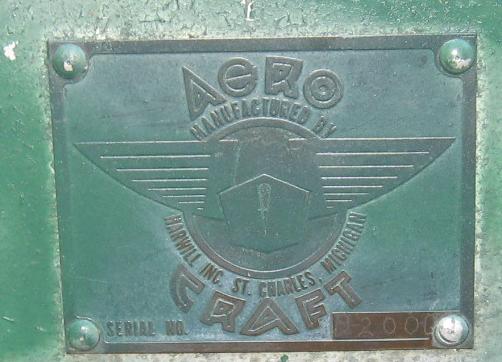 AERO
MANUFACTURED BY
HARWILL INC. ST. CHARLES, MICHIGAN
CRAFT
SERIAL NO.